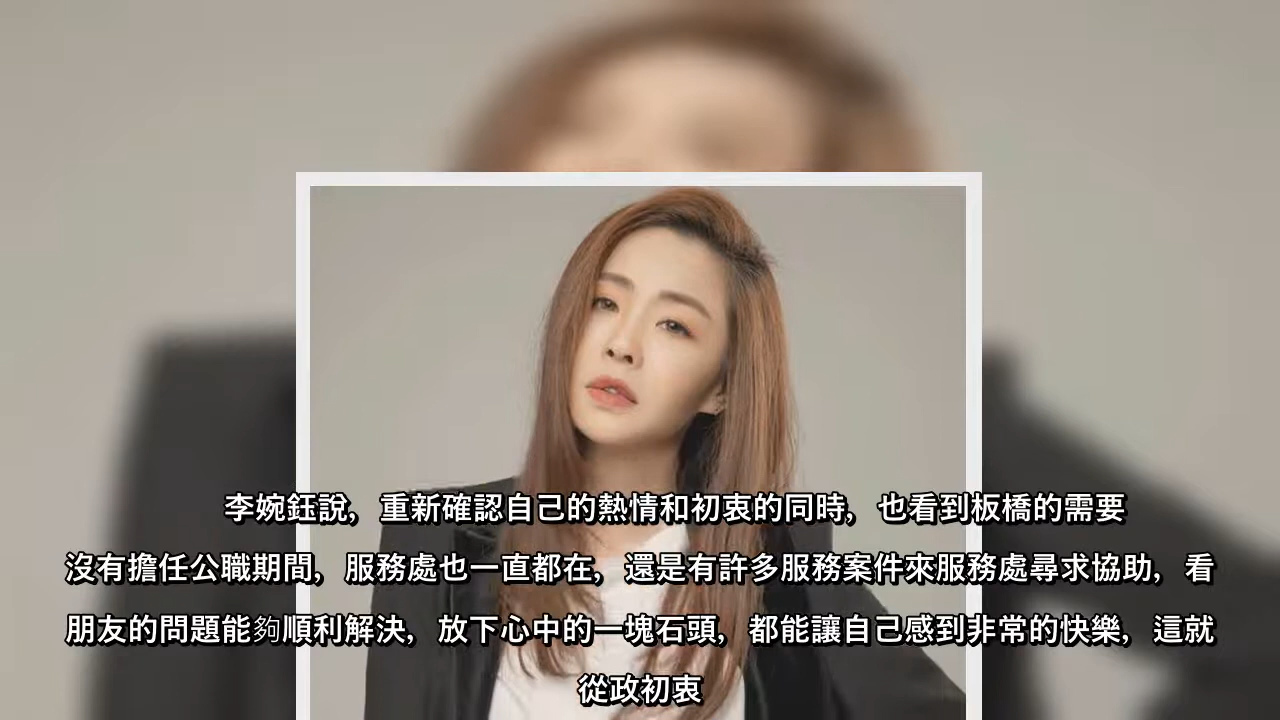 李婉鈺說，重新確認自己的熱情和初衷的同時，也看到板橋的需要
沒有擔任公職期間，服務處也一直都在，還是有許多服務案件來服務處尋求協助，看
朋友的問題能夠順利解決，放下心中的一塊石頭，都能讓自己感到非常的快樂，這就
從政初衷